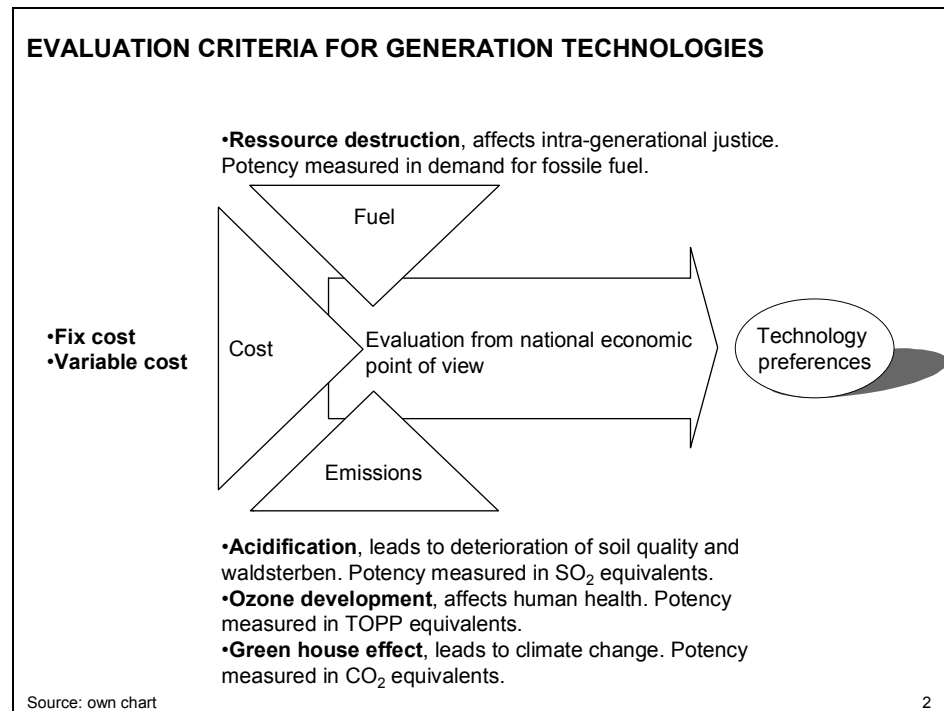 EVALUATION CRITERIA FOR GENERATION TECHNOLOGIES
•Ressource destruction, affects intra-generational justice.
Potency measured in demand for fossile fuel.
Fuel
•Fix cost
•Variable cost
Cost
Evaluation from national economic
point of view
Technology
preferences
Emissions
•Acidification, leads to deterioration of soil quality and
waldsterben. Potency measured in SO₂ equivalents.
•Ozone development, affects human health. Potency
measured in TOPP equivalents.
•Green house effect, leads to climate change. Potency
measured in CO₂ equivalents.
Source: own chart
2